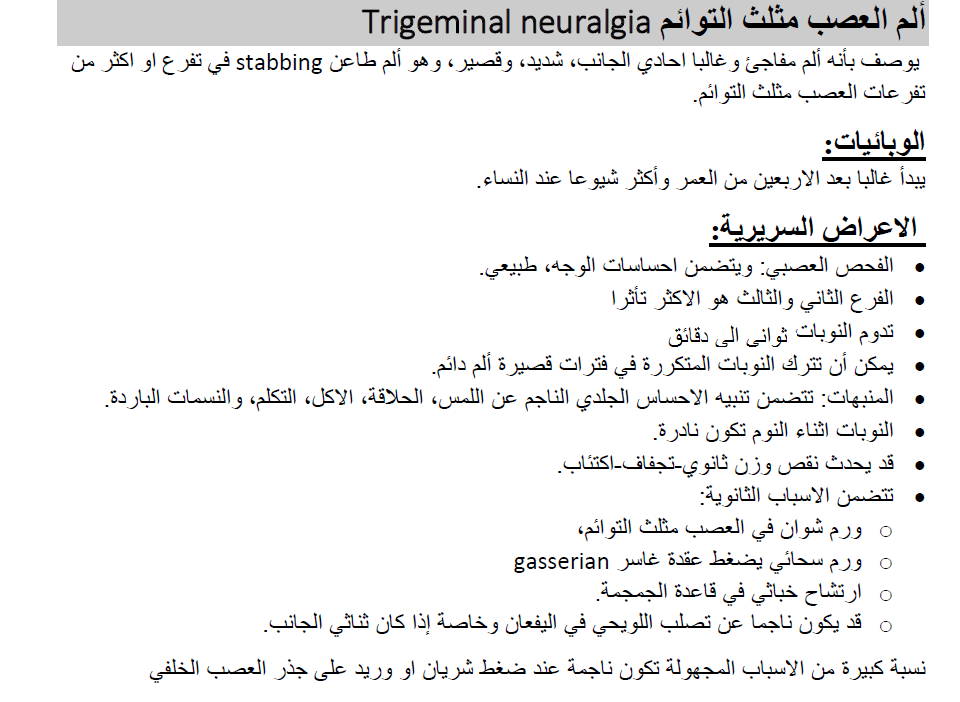 ألم العصب مثلث التوائم Trigeminal neuralgia
يوصف بأنه ألم مفاجئ وغالبا احادي الجانب، شديد، وقصير، وهو ألم طاعن stabbing في تفرع او اكثر من
تفرعات العصب مثلث التوائم.
الوبائيات:
يبدأ غالبا بعد الاربعين من العمر وأكثر شيوعا عند النساء.
الاعراض السريرية:
• الفحص العصبي: ويتضمن احساسات الوجه، طبيعي.
• الفرع الثاني والثالث هو الاكثر تأثرا
• تدوم النوبات ثواني الى دقائق
• يمكن أن تترك النوبات المتكررة في فترات قصيرة ألم دائم.
• المنبهات: تتضمن تنبيه الاحساس الجلدي الناجم عن اللمس، الحلاقة، الاكل، التكلم، والنسمات الباردة.
• النوبات اثناء النوم تكون نادرة.
• قد يحدث نقص وزن ثانوي-تجفاف-اكتئاب.
• تتضمن الاسباب الثانوية:
○ ورم شوان في العصب مثلث التوائم،
○ ورم سحائي يضغط عقدة غاسر gasserian
○ ارتشاح خباثي في قاعدة الجمجمة.
○ قد يكون ناجما عن تصلب اللويحي في اليفعان وخاصة إذا كان ثنائي الجانب.
نسبة كبيرة من الاسباب المجهولة تكون ناجمة عند ضغط شريان او وريد على جذر العصب الخلفي